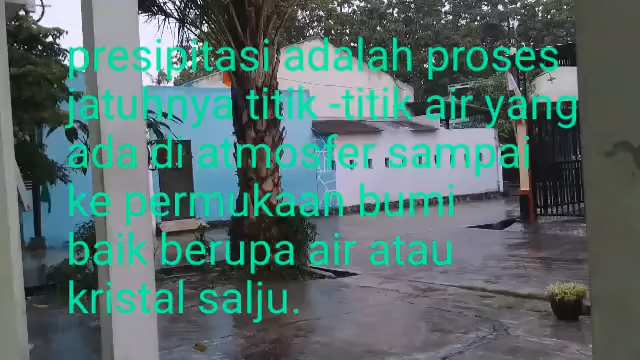 presipitasi adalah proses
jatuhnya titik -titik air yang
ada di atmosfer sampai
ke permukaan bumi
baik berupa air atau
kristal salju.